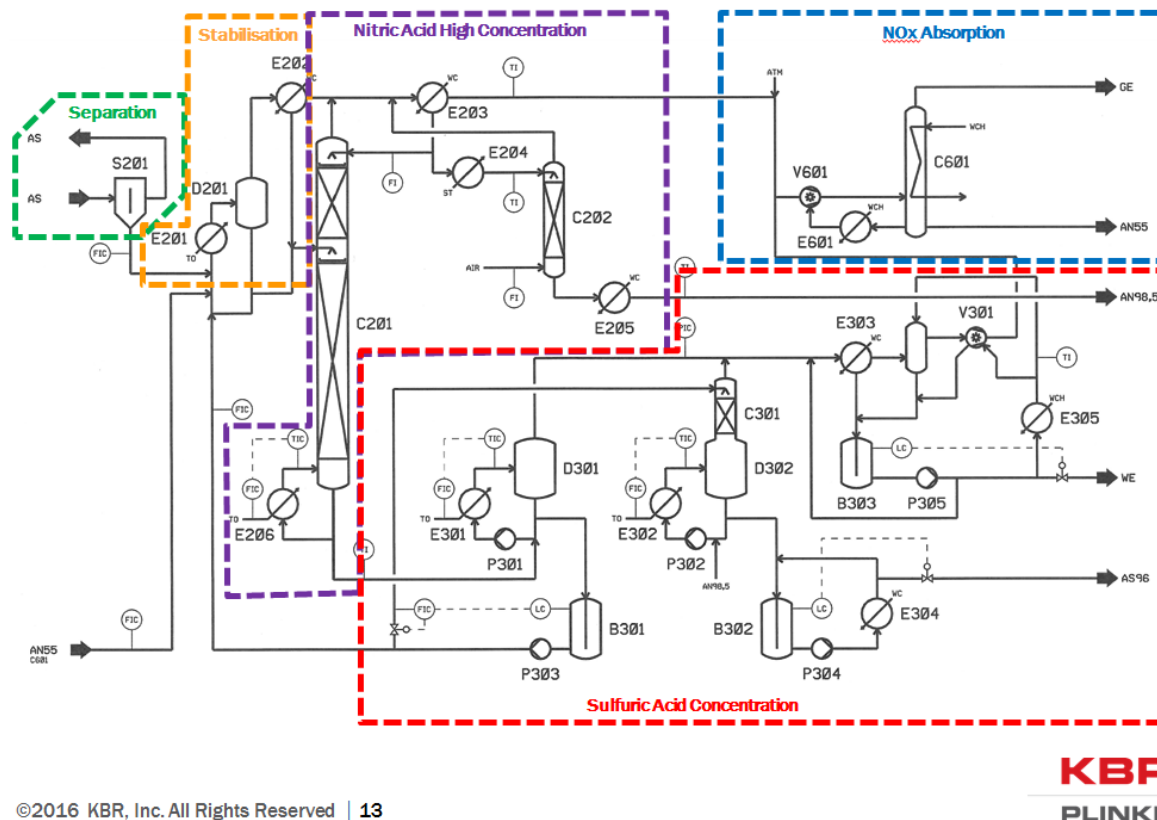 Stabilisation
Nitric Acid High Concentration
NOx Absorption
E202
C
WC
E203
TI
ATM
GE
Separation
AS
S201
AS
D201
E201
TO
FIC
FI
E204
ST
TI
C202
AIR
FI
WC
E205
V601
WCH
E601
WCH
C601
AN55
TI
AN98,5
C201
PIC
E303
WC
V301
TI
FIC
C301
WCH
E305
TIC
FIC
TO
E206
TIC
FIC
TO
E301
D301
P301
TIC
FIC
TO
E302
D302
P302
AN98,5
LC
B303
P305
WE
TI
FIC
LC
B301
P303
B302
LC
P304
WC
E304
AS96
FIC
AN55
C601
Sulfuric Acid Concentration
KBR
PLINKE
©2016 KBR, Inc. All Rights Reserved | 13